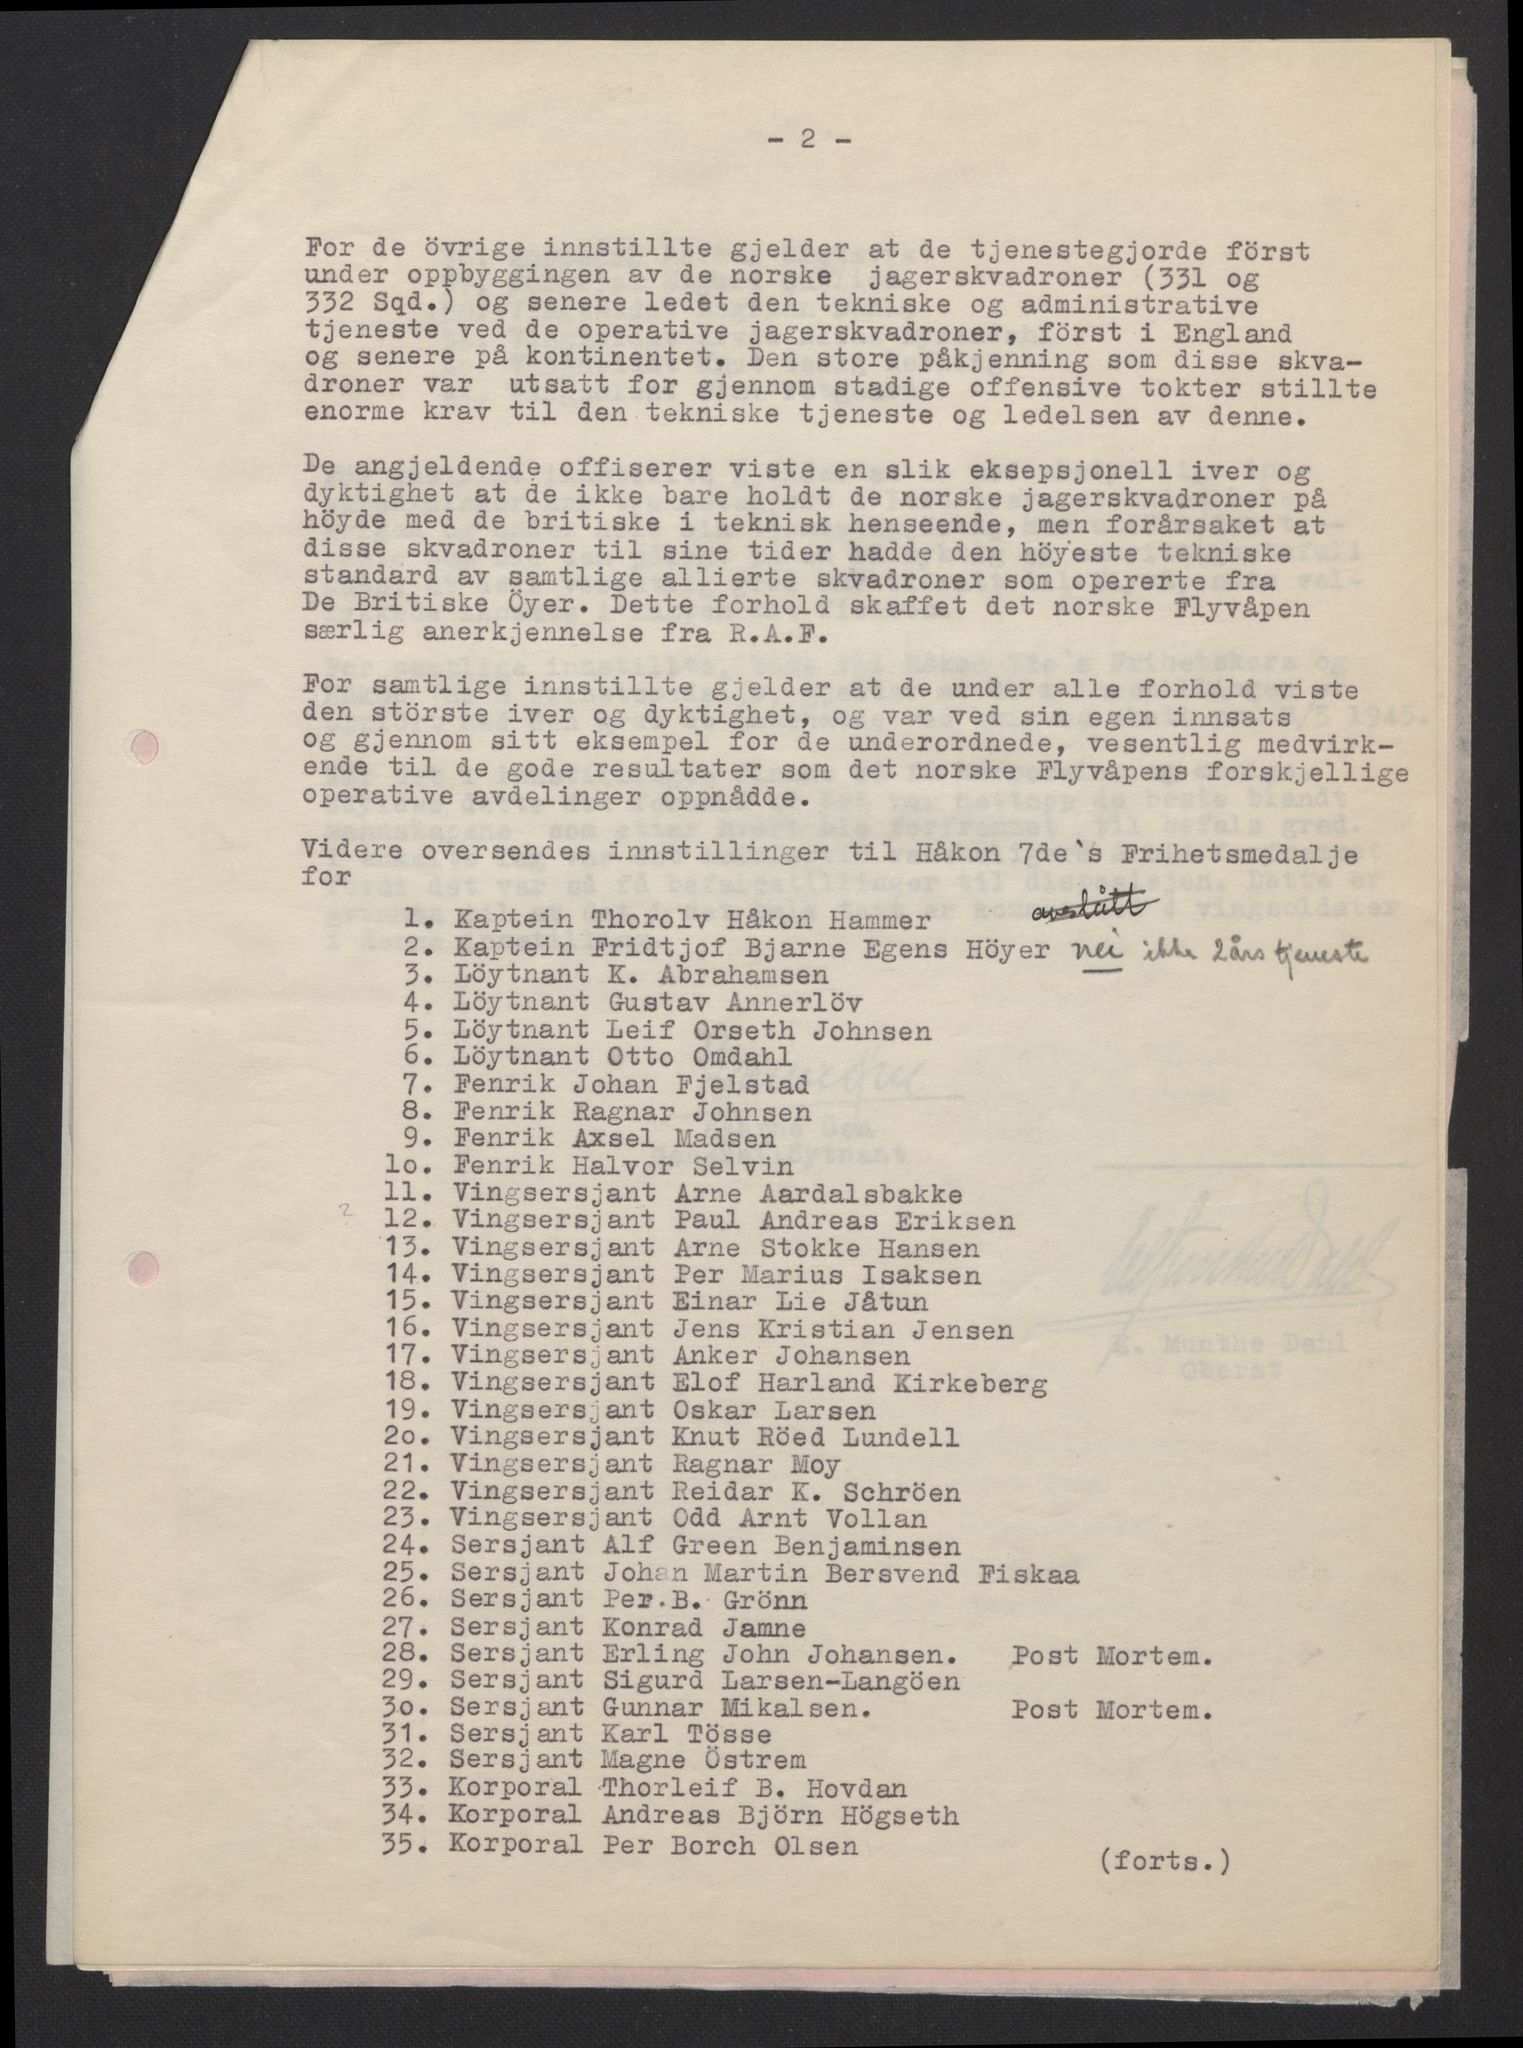 - 2 -
For de övrige innstillte gjelder at de tjenestegjorde först
under oppbyggingen av de norske jagerskvadroner (331 og
332 Sqd.) og senere ledet den tekniske og administrative
tjeneste ved de operative jagerskvadroner, först i England
og senere på kontinentet. Den store påkjenning som disse skva-
droner var utsatt for gjennom stadige offensive tokter stillte
enorme krav til den tekniske tjeneste og ledelsen av denne.
De angjeldende offiserer viste en slik eksepsjonell iver og
dyktighet at de ikke bare holdt de norske jagerskvadroner på
höyde med de britiske i teknisk henseende, men forårsaket at
disse skvadroner til sine tider hadde den höyeste tekniske
standard av samtlige allierte skvadroner som opererte fra
De Britiske Öyer. Dette forhold skaffet det norske Flyvåpen
særlig anerkjennelse fra R.A.F.
For samtlige innstillte gjelder at de under alle forhold viste
den störste iver og dyktighet, og var ved sin egen innsats
og gjennom sitt eksempel for de underordnede, vesentlig medvirk-
ende til de gode resultater som det norske Flyvåpens forskjellige
operative avdelinger oppnådde.
Videre oversendes innstillinger til Håkon 7de`s Frihetsmedalje
for
1. Kaptein Thorolv Håkon Hammer avslått
2. Kaptein Fridtjof Bjarne Egens Höyer nei ikke 2 års tjeneste
3. Löytnant K. Abrahamsen
4. Löytnant Gustav Annerlöv
5. Löytnant Leif Orseth Johnsen
6. Löytnant Otto Omdahl
7. Fenrik Johan Fjelstad
8. Fenrik Ragnar Johnsen
9. Fenrik Axsel Madsen
lo. Fenrik Halvor Selvin
11. Vingsersjant Arne Aardalsbakke
? 12. Vingsersjant Paul Andreas Eriksen
13. Vingsersjant Arne Stokke Hansen
14. Vingsersjant Per Marius Isaksen
15. Vingsersjant Einar Lie Jåtun
16. Vingsersjant Jens Kristian Jensen
17. Vingsersjant Anker Johansen
18. Vingsersjant Elof Harland Kirkeberg
19. Vingsersjant Oskar Larsen
2o. Vingsersjant Knut Röed Lundell
21. Vingsersjant Ragnar Moy
22. Vingsersjant Reidar K. Schröen
23. Vingsersjant Odd Arnt Vollan
24. Sersjant Alf Green Benjaminsen
25. Sersjant Johan Martin Bersvend Fiskaa
26. Sersjant Per.B. Grönn
27. Sersjant Konrad Jamne
28. Sersjant Erling John Johansen. Post Mortem.
29. Sersjant Sigurd Larsen-Langöen
3o. Sersjant Gunnar Mikalsen. Post Mortem.
31. Sersjant Karl Tösse
32. Sersjant Magne Östrem
33. Korporal Thorleif B. Hovdan
34. Korporal Andreas Björn Högseth
35. Korporal Per Borch Olsen
(forts.)